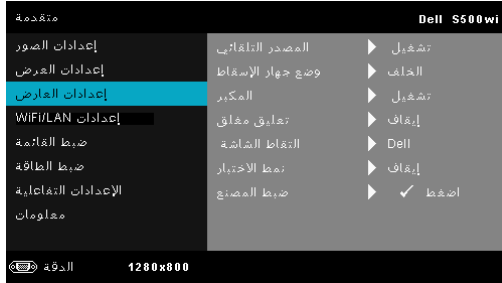 متقدمة
Dell S500wi
إعدادات الصور
إعدادات العرض
إعدادات العارض
إعدادات WiFi/LAN
ضبط القائمة
ضبط الطاقة
الإعدادات التفاعلية
معلومات
المصدر التلقائي تشغيل
وضع جهاز الإسقاط الخلف
المكبر تشغيل
تعليق مغلق إيقاف
التقاط الشاشة Dell
نمط الاختبار إيقاف
ضبط المصنع اضغط ✓
الدقة 1280x800